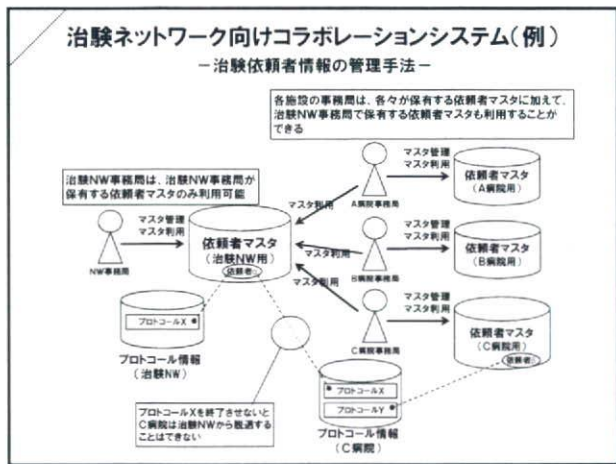 治験ネットワーク向けコラボレーションシステム(例)
－治験依頼者情報の管理手法－
各施設の事務局は、各々が保有する依頼者マスタに加えて、
治験NW事務局で保有する依頼者マスタも利用することが
できる
治験NW事務局は、治験NW事務局が
保有する依頼者マスタのみ利用可能
マスタ管理
マスタ利用
NW事務局
依頼者マスタ
(治験NW用)
依頼者
マスタ利用
A病院事務局
マスタ管理
マスタ利用
依頼者マスタ
(A病院用)
マスタ利用
B病院事務局
マスタ管理
マスタ利用
依頼者マスタ
(B病院用)
マスタ利用
C病院事務局
マスタ管理
マスタ利用
依頼者マスタ
(C病院用)
依頼者
プロトコールX
プロトコール情報
(治験NW)
プロトコールX
プロトコールY
プロトコール情報
(C病院)
プロトコールXを終了させないと
C病院は治験NWから脱退する
ことはできない